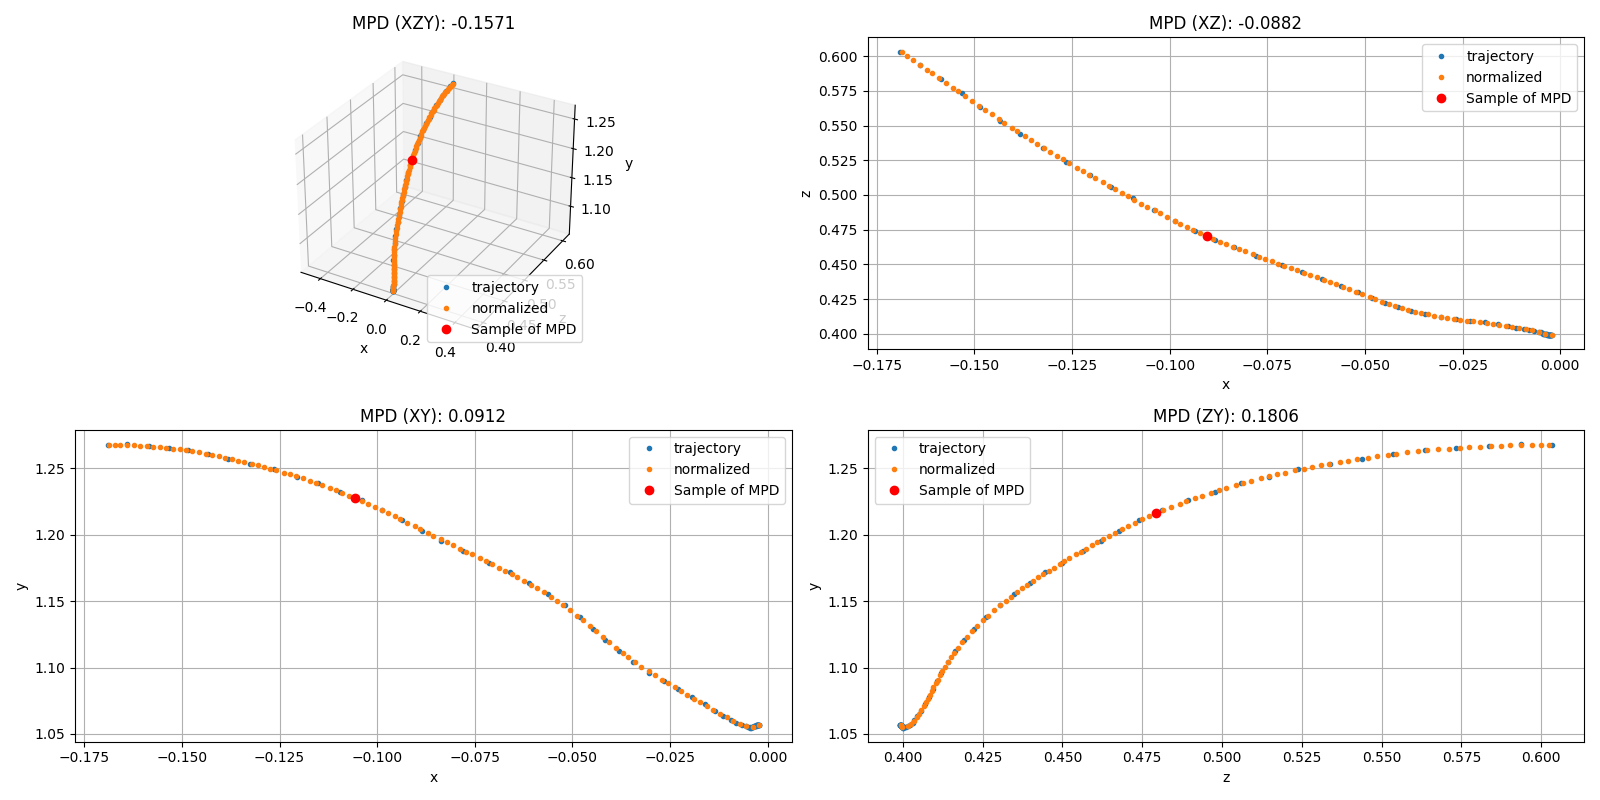 MPD (XZY): -0.1571
1.25
1.20
1.15
1.10
y
0.60
0.55
0.50
z
0.45
0.40
−0.4
−0.2
0.0
0.2
0.4
x
trajectory
normalized
Sample of MPD
MPD (XZ): -0.0882
0.600
0.575
0.550
0.525
0.500
0.475
0.450
0.425
0.400
z
trajectory
normalized
Sample of MPD
−0.175
−0.150
−0.125
−0.100
−0.075
−0.050
−0.025
0.000
x
MPD (XY): 0.0912
1.25
1.20
1.15
1.10
1.05
y
trajectory
normalized
Sample of MPD
−0.175
−0.150
−0.125
−0.100
−0.075
−0.050
−0.025
0.000
x
MPD (ZY): 0.1806
1.25
1.20
1.15
1.10
1.05
y
trajectory
normalized
Sample of MPD
0.400
0.425
0.450
0.475
0.500
0.525
0.550
0.575
0.600
z